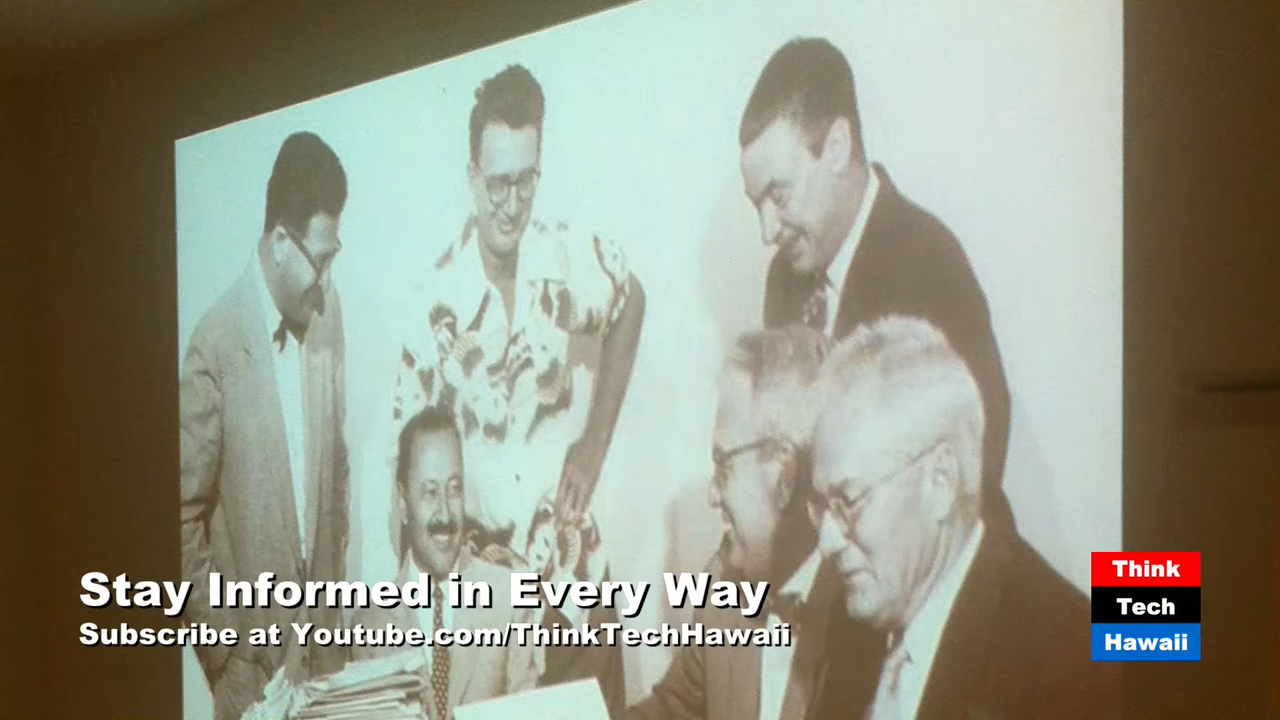 Stay Informed in Every Way
Subscribe at Youtube.com/ThinkTechHawaii
Think
Tech
Hawaii